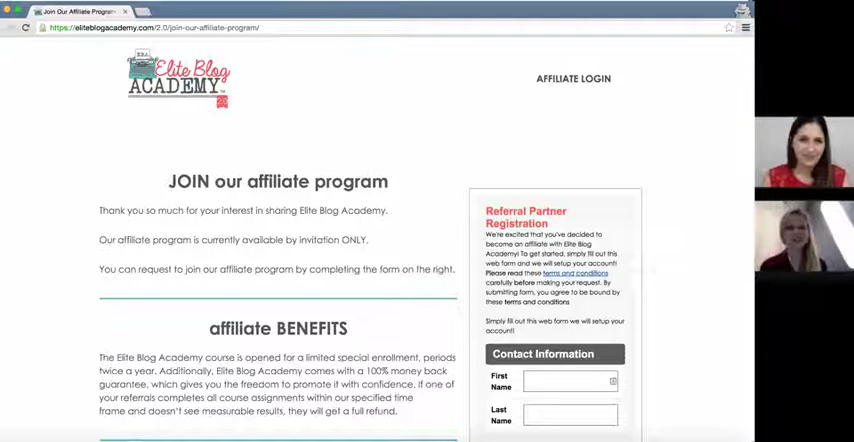 Join Our Affiliate Program
https://eliteblogacademy.com/2.0/join-our-affiliate-program/
EBA
Elite Blog
ACADEMY
2.0
AFFILIATE LOGIN
JOIN our affiliate program
Thank you so much for your interest in sharing Elite Blog Academy.
Our affiliate program is currently available by invitation ONLY.
You can request to join our affiliate program by completing the form on the right.
affiliate BENEFITS
The Elite Blog Academy course is opened for a limited special enrollment, periods
twice a year. Additionally, Elite Blog Academy comes with a 100% money back
guarantee, which gives you the freedom to promote it with confidence. If one of
your referrals completes all course assignments within our specified time
frame and doesn't see measurable results, they will get a full refund.
Referral Partner
Registration
We're excited that you've decided to
become an affiliate with Elite Blog
Academy! To get started, simply fill out this
web form and we will setup your account!
Please read these terms and conditions
carefully before making your request. By
submitting form, you agree to be bound by
these terms and conditions
Simply fill out this web form we will setup your
account!
Contact Information
First
Name
Last
Name